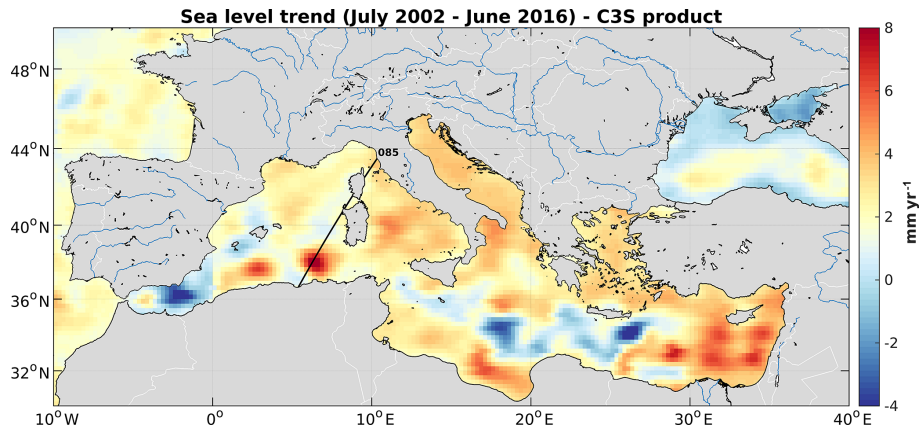 Sea level trend (July 2002 - June 2016) - C3S product
48°N
44°N
40°N
36°N
32°N
10°W
0°
10°E
20°E
30°E
40°E
085
8
6
4
2
0
-2
-4
mm yr⁻¹